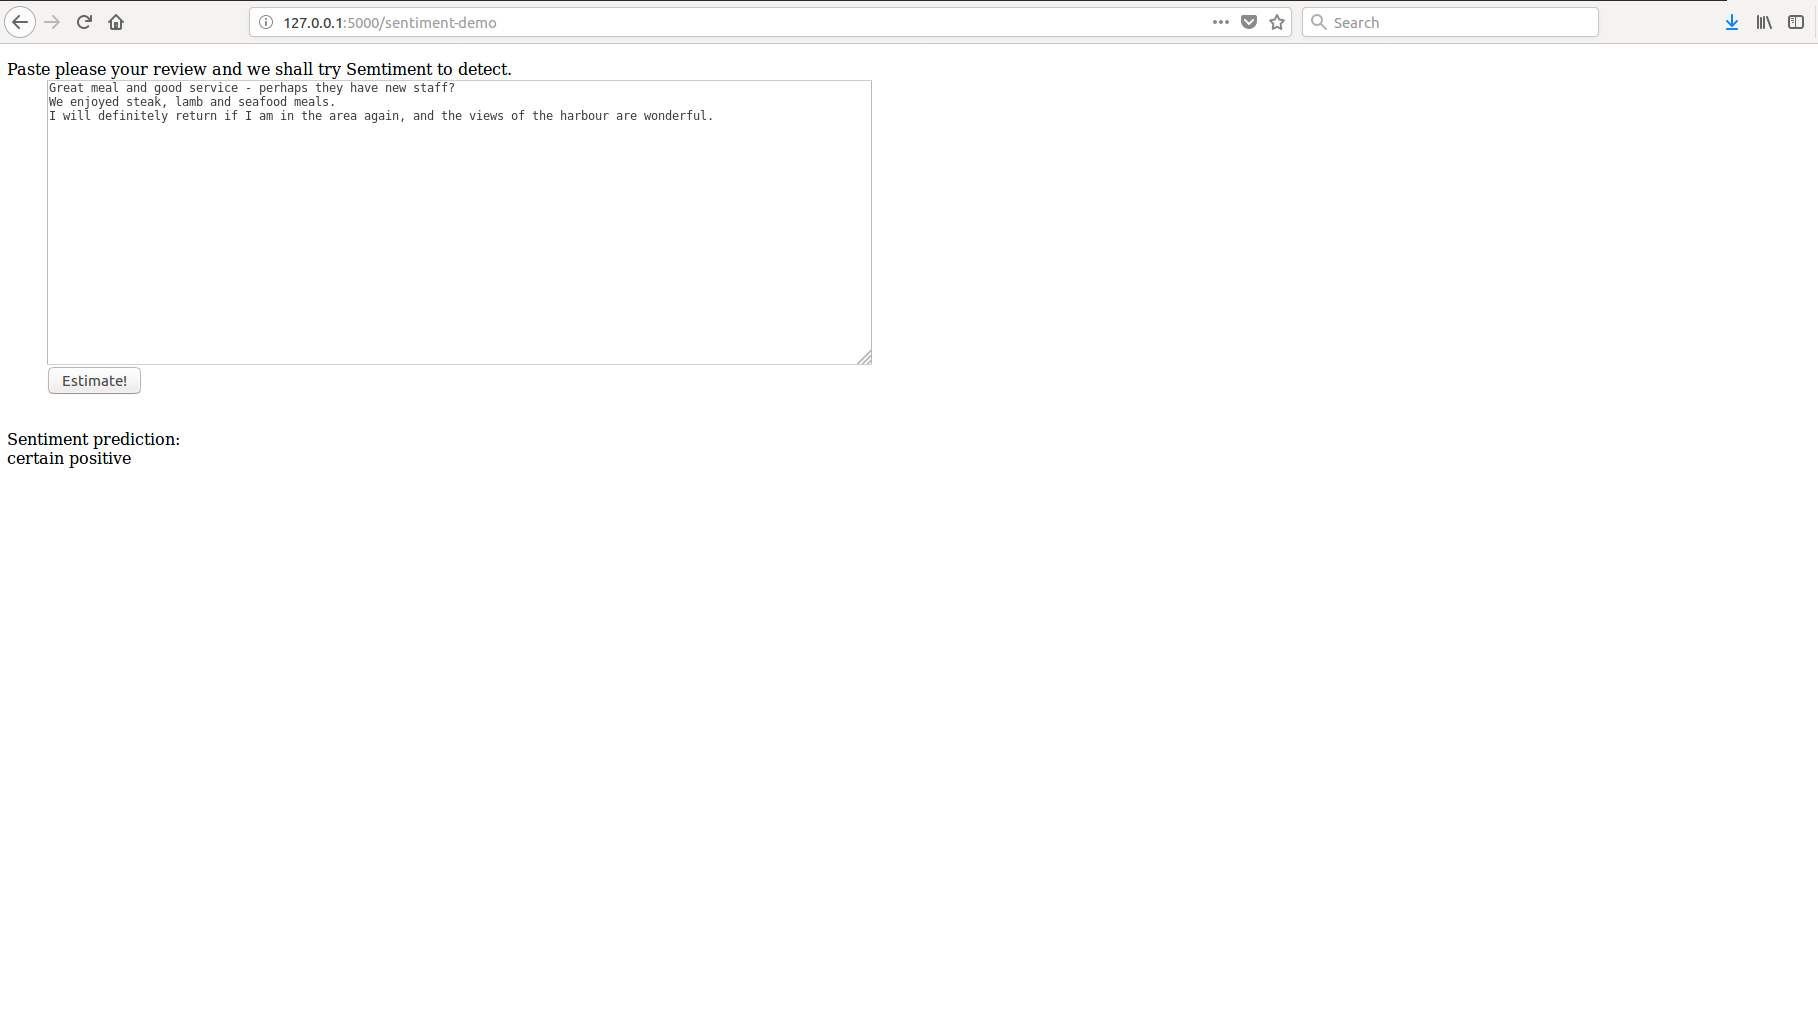 127.0.0.1:5000/sentiment-demo
Search
Paste please your review and we shall try Semtiment to detect.
Great meal and good service - perhaps they have new staff?
We enjoyed steak, lamb and seafood meals.
I will definitely return if I am in the area again, and the views of the harbour are wonderful.
Estimate!
Sentiment prediction:
certain positive